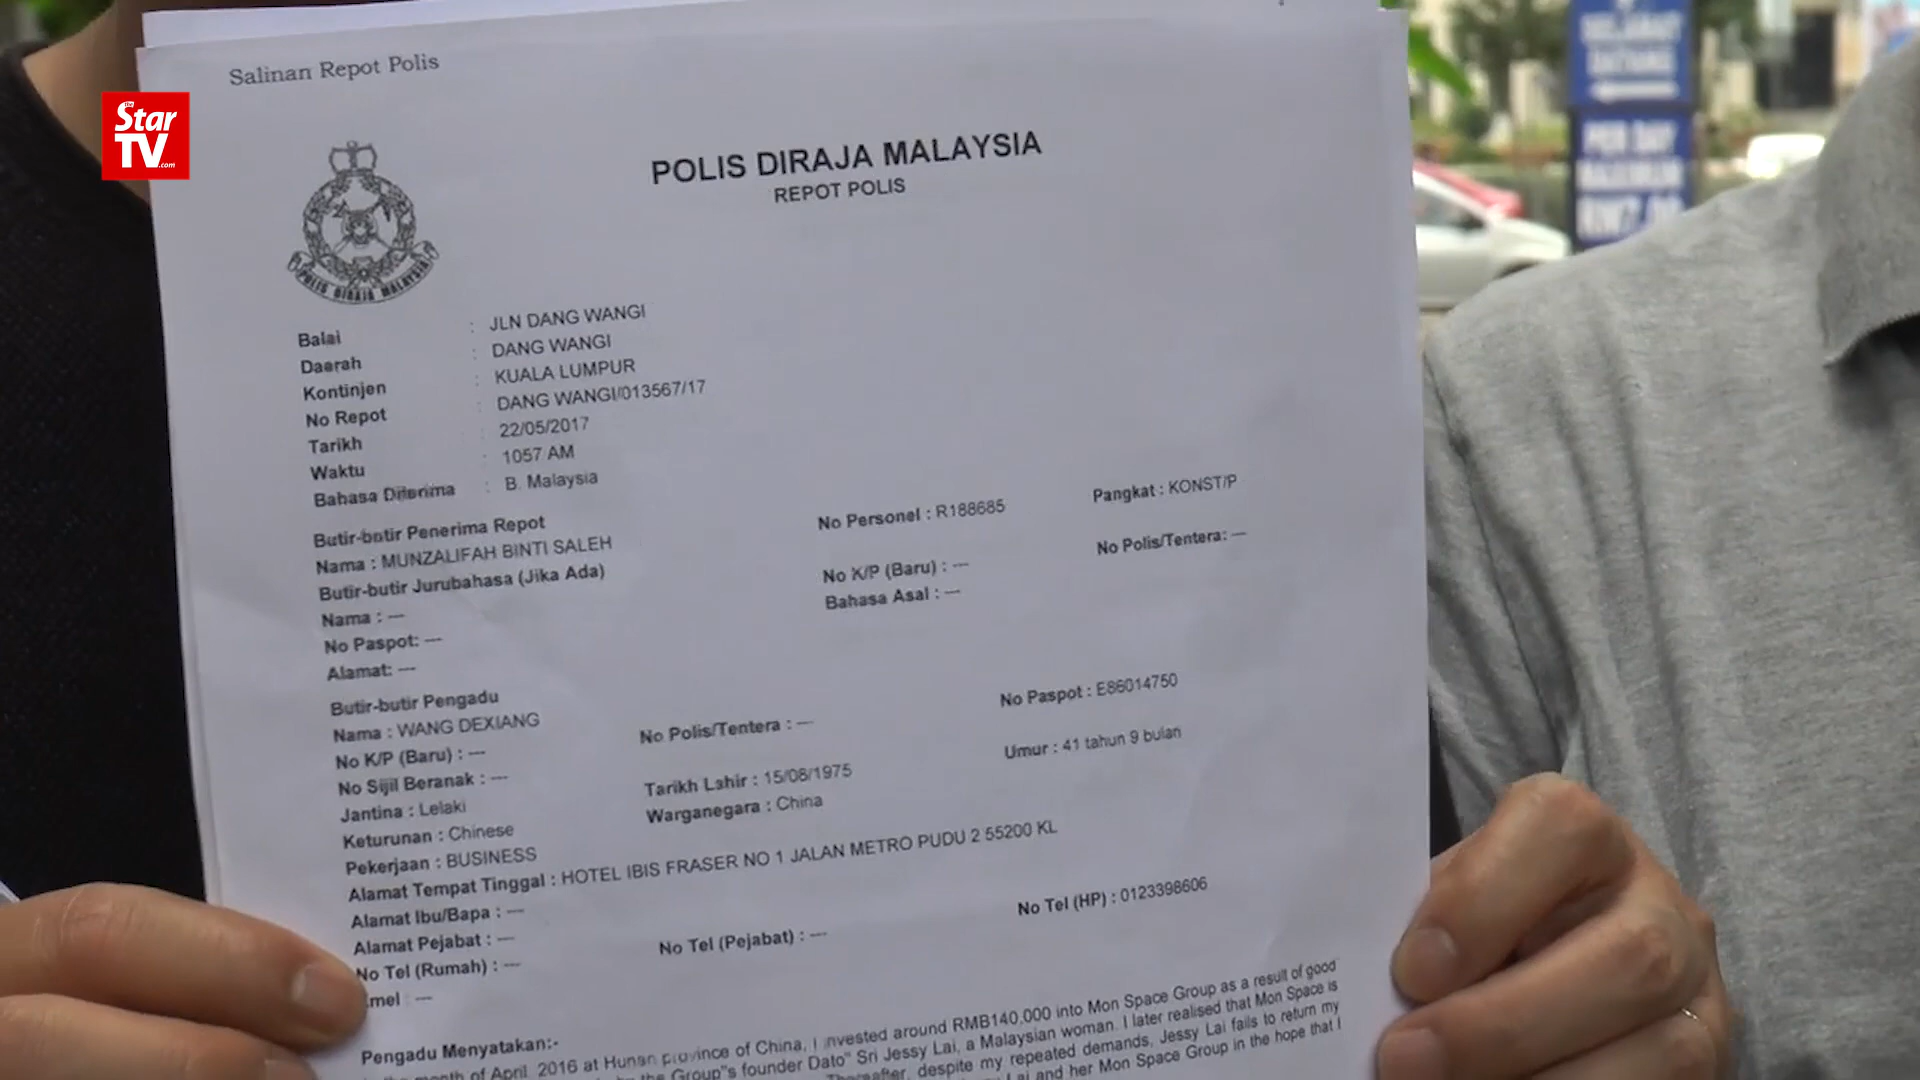 Salinan Repot Polis
The
Star
TV.com
POLIS DIRAJA MALAYSIA
REPOT POLIS
POLIS DIRAJA MALAYSIA
Balai : JLN DANG WANGI
Daerah : DANG WANGI
Kontinjen : KUALA LUMPUR
No Repot : DANG WANGI/013567/17
Tarikh : 22/05/2017
Waktu : 1057 AM
Bahasa Diterima : B. Malaysia
Butir-butir Penerima Repot
Nama : MUNZALIFAH BINTI SALEH No Personel : R188685 Pangkat : KONST/P
Butir-butir Jurubahasa (Jika Ada)
Nama : --- No K/P (Baru) : --- No Polis/Tentera: ---
No Paspot: --- Bahasa Asal : ---
Alamat: ---
Butir-butir Pengadu
Nama : WANG DEXIANG
No K/P (Baru) : --- No Polis/Tentera : --- No Paspot : E86014750
No Sijil Beranak : ---
Jantina : Lelaki Tarikh Lahir : 15/08/1975 Umur : 41 tahun 9 bulan
Keturunan : Chinese Warganegara : China
Pekerjaan : BUSINESS
Alamat Tempat Tinggal : HOTEL IBIS FRASER NO 1 JALAN METRO PUDU 2 55200 KL
Alamat Ibu/Bapa : ---
Alamat Pejabat : ---
No Tel (Rumah) : --- No Tel (Pejabat) : --- No Tel (HP) : 0123398606
mel : ---
Pengadu Menyatakan:-
month of April, 2016 at Hunan province of China, I invested around RMB140,000 into Mon Space Group as a result of good
the Group"s founder Dato" Sri Jessy Lai, a Malaysian woman. I later realised that Mon Space is
Thereafter, despite my repeated demands, Jessy Lai fails to return my
Lai and her Mon Space Group in the hope that I
SELAMAT
DATANG
PER DAY
MAXIMUM